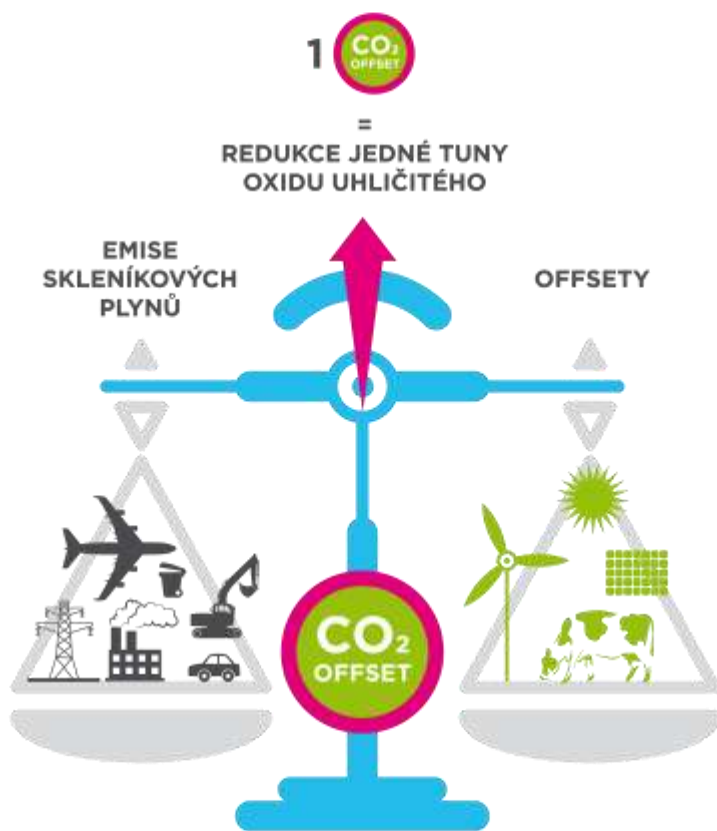 1 CO₂ OFFSET
=
REDUKCE JEDNÉ TUNY
OXIDU UHLIČITÉHO
EMISE
SKLENÍKOVÝCH
PLYNŮ
OFFSETY
CO₂
OFFSET